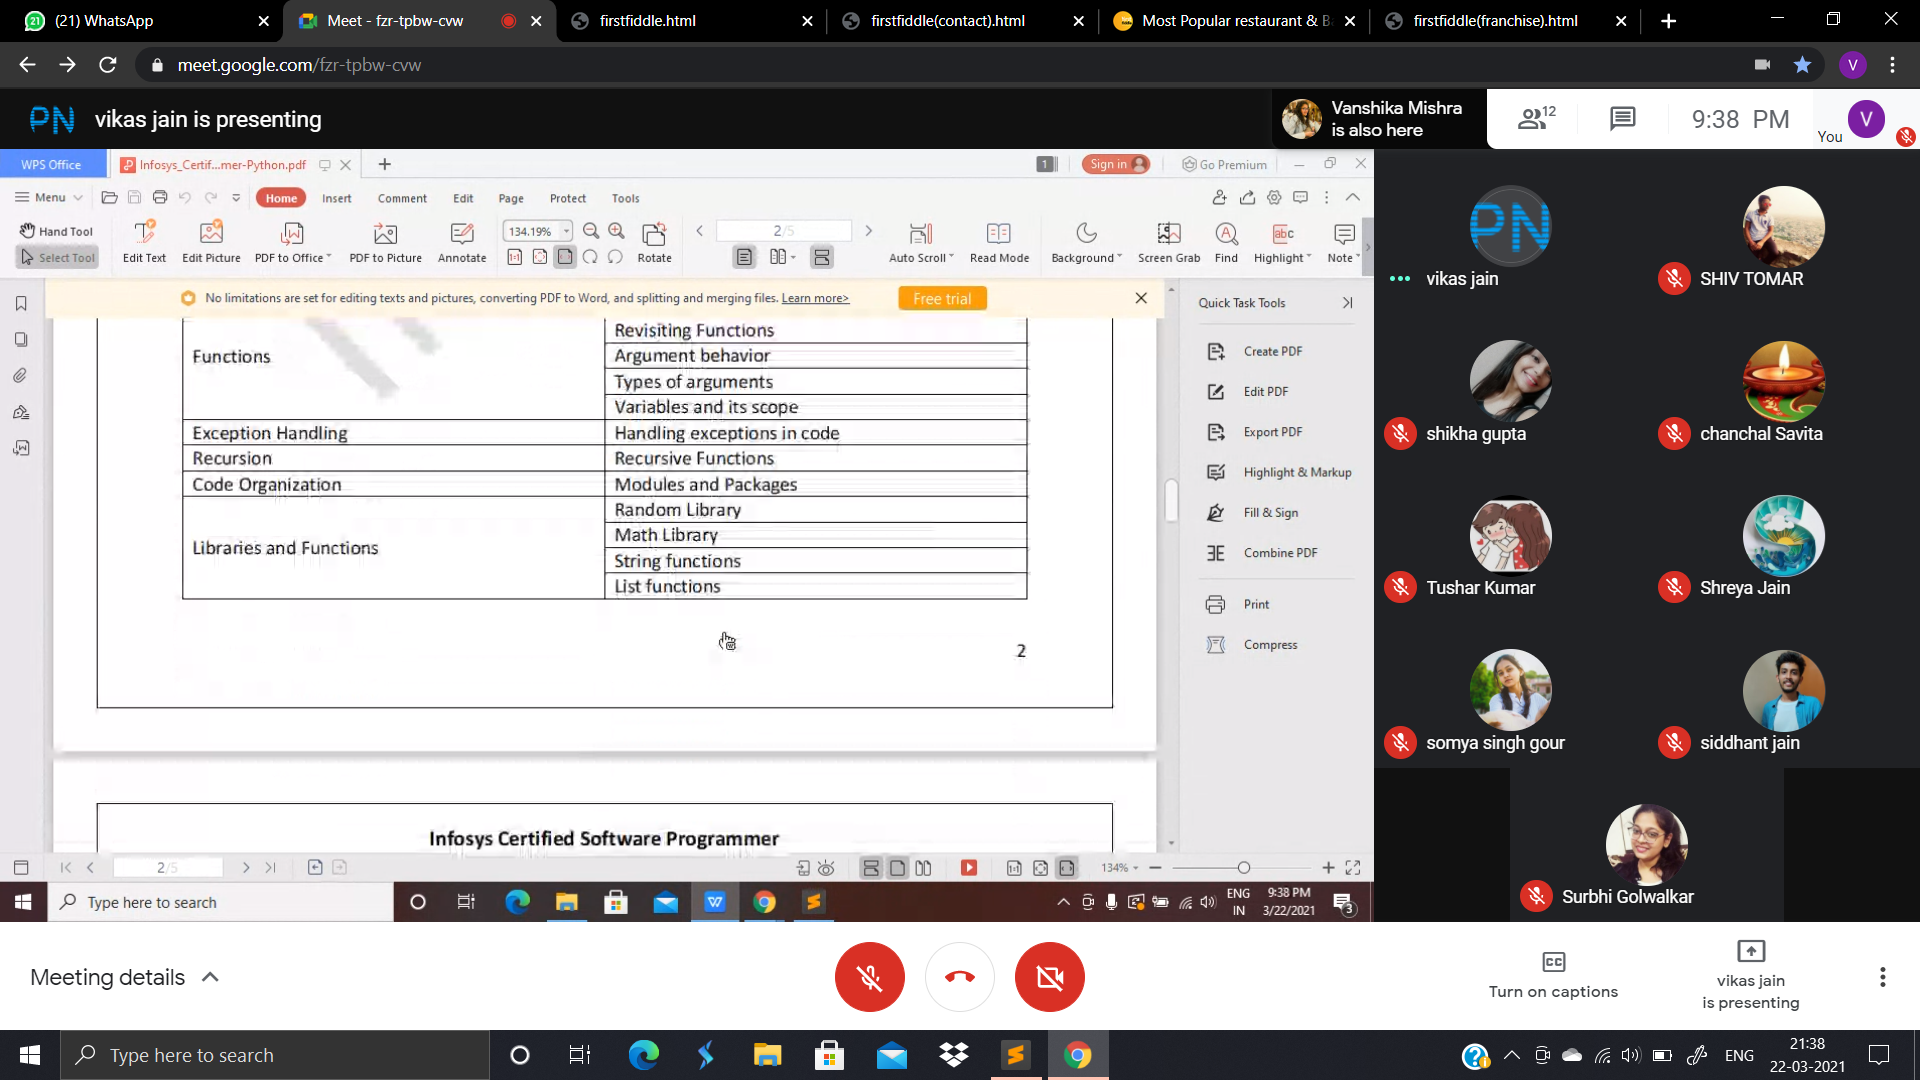 (21) WhatsApp
Meet - fzr-tpbw-cvw
firstfiddle.html
firstfiddle(contact).html
Most Popular restaurant & B
firstfiddle(franchise).html
meet.google.com/fzr-tpbw-cvw
V
PN vikas jain is presenting
Vanshika Mishra
is also here
12
9:38 PM
You
V
WPS Office
Infosys_Certif...mer-Python.pdf
1
Sign in
Go Premium
Menu
Home
Insert
Comment
Edit
Page
Protect
Tools
Hand Tool
Select Tool
Edit Text
Edit Picture
PDF to Office
PDF to Picture
Annotate
134.19%
Rotate
2/5
Auto Scroll
Read Mode
Background
Screen Grab
Find
Highlight
Note
No limitations are set for editing texts and pictures, converting PDF to Word, and splitting and merging files. Learn more>
Free trial
Functions
Revisiting Functions
Argument behavior
Types of arguments
Variables and its scope
Exception Handling
Handling exceptions in code
Recursion
Recursive Functions
Code Organization
Modules and Packages
Libraries and Functions
Random Library
Math Library
String functions
List functions
2
Infosys Certified Software Programmer
Quick Task Tools
Create PDF
Edit PDF
Export PDF
Highlight & Markup
Fill & Sign
Combine PDF
Print
Compress
2/5
134%
Type here to search
ENG
IN
9:38 PM
3/22/2021
3
PN
vikas jain
SHIV TOMAR
shikha gupta
chanchal Savita
Tushar Kumar
Shreya Jain
somya singh gour
siddhant jain
Surbhi Golwalkar
Meeting details
Turn on captions
vikas jain
is presenting
Type here to search
ENG
21:38
22-03-2021